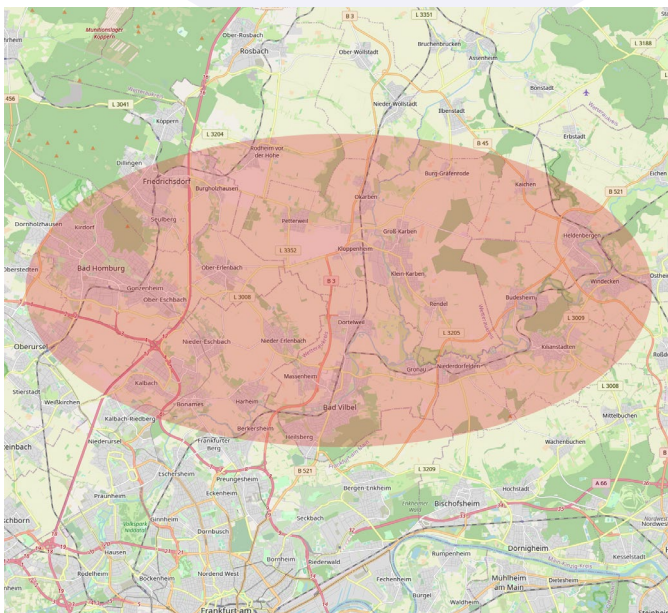 B 3
L 3351
Munitionslager
Köppern
Ober-Rosbach
Rosbach
Ober-Wöllstadt
Bruchenbrücken
Assenheim
L 3188
456
L 3041
Köppern
Nieder-Wöllstadt
Ilbenstadt
Bönstadt
L 3204
Erbstadt
B 45
Dillingen
Rodheim vor
der Höhe
Friedrichsdorf
Burgholzhausen
Burg-Gräfenrode
Kaichen
Eichen
B 521
Okarben
Dornholzhausen
Seulberg
Kirdorf
Petterweil
Groß-Karben
Heldenbergen
Kloppenheim
L 3352
Oberstedten
Bad Homburg
Ober-Erlenbach
Klein-Karben
Windecken
Ostheim
Gonzenheim
B 3
Ober-Eschbach
L 3008
Rendel
Büdesheim
Dortelweil
L 3009
L 3205
Oberursel
Nieder-Eschbach
Nieder-Erlenbach
Kilianstädten
Gronau
Niederdorfelden
Kalbach
Massenheim
Stierstadt
L 3008
Weißkirchen
Bonames
Harheim
Bad Vilbel
Mittelbuchen
Kalbach-Riedberg
Berkersheim
Heilsberg
Niederursel
Frankfurter
Berg
Wachenbuchen
Eschersheim
Preungesheim
B 521
L 3209
Eckenheim
Bergen-Enkheim
Hochstadt
A 66
Praunheim
Ginnheim
Seckbach
Bischofsheim
Dornbusch
Hausen
Bornheim
Riederwald
Rumpenheim
Dörnigheim
Kesselstadt
Rödelheim
Bockenheim
Nordend West
Fechenheim
Mühlheim
am Main
Dietesheim
Bürgel
Waldheim
Frankfurt am